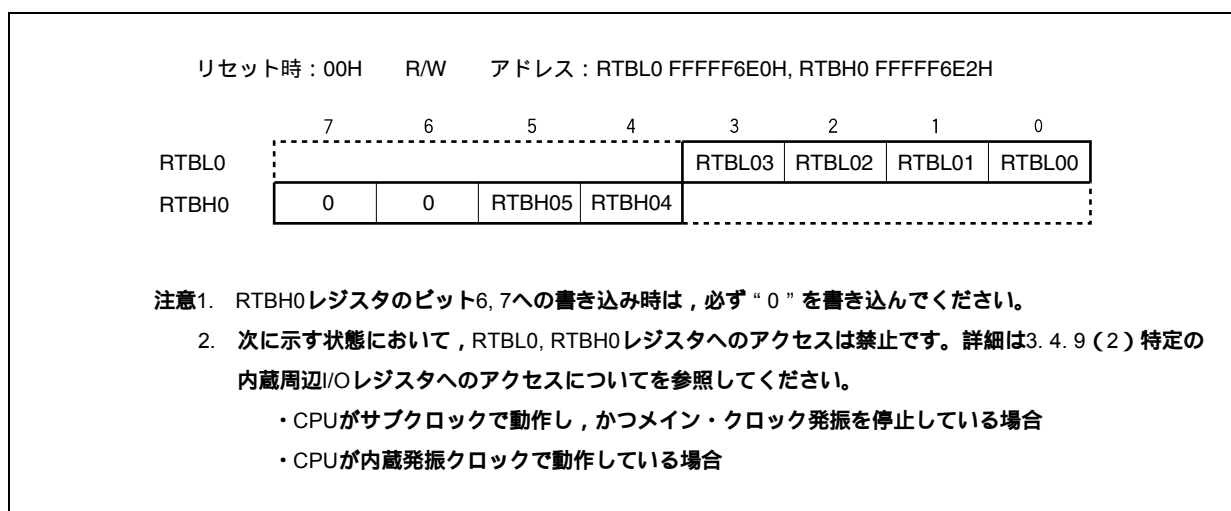 リセット時：00H R/W アドレス：RTBL0 FFFFF6E0H, RTBH0 FFFFF6E2H
7 6 5 4 3 2 1 0
RTBL0 RTBL03 RTBL02 RTBL01 RTBL00
RTBH0 0 0 RTBH05 RTBH04
注意1. RTBH0レジスタのビット6, 7への書き込み時は，必ず“０”を書き込んでください。
2. 次に示す状態において，RTBL0, RTBH0レジスタへのアクセスは禁止です。詳細は3. 4. 9（2）特定の
内蔵周辺I/Oレジスタへのアクセスについてを参照してください。
・CPUがサブクロックで動作し，かつメイン・クロック発振を停止している場合
・CPUが内蔵発振クロックで動作している場合